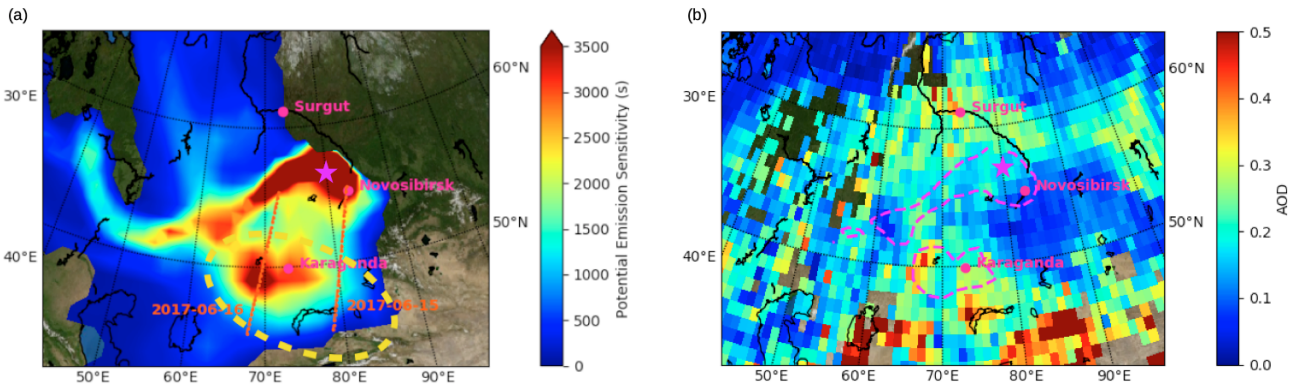 (a)
(b)
30°E
40°E
60°N
50°N
50°E
60°E
70°E
80°E
90°E
Surgut
Novosibirsk
Karaganda
2017-06-16
2017-06-15
3500
3000
2500
2000
1500
1000
500
0
Potential Emission Sensitivity (s)
30°E
40°E
60°N
50°N
50°E
60°E
70°E
80°E
90°E
Surgut
Novosibirsk
Karaganda
0.5
0.4
0.3
0.2
0.1
0.0
AOD